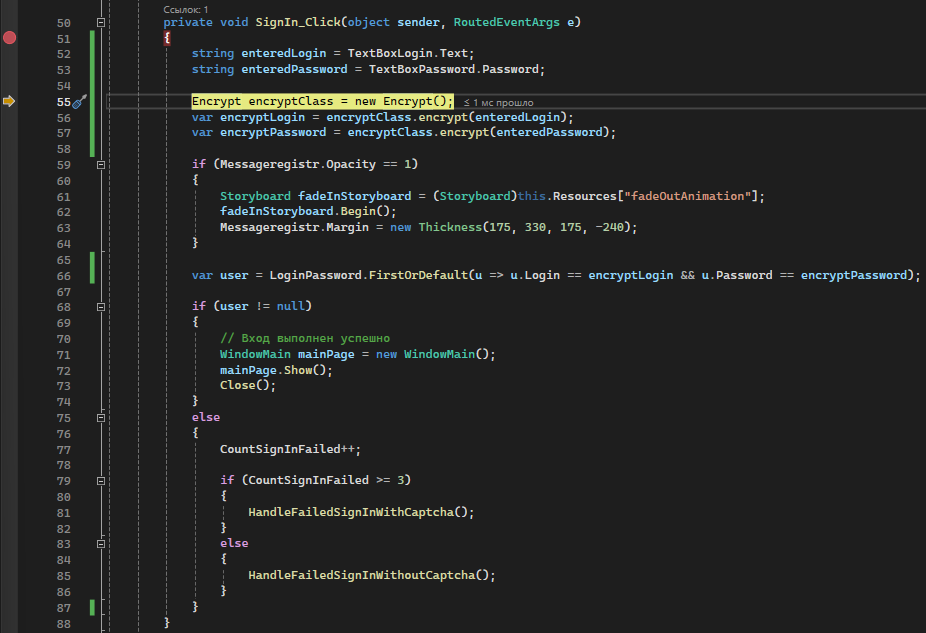 Ссылок: 1
50 private void SignIn_Click(object sender, RoutedEventArgs e)
51 {
52 string enteredLogin = TextBoxLogin.Text;
53 string enteredPassword = TextBoxPassword.Password;
54
55 Encrypt encryptClass = new Encrypt(); ≤ 1 мс прошло
56 var encryptLogin = encryptClass.encrypt(enteredLogin);
57 var encryptPassword = encryptClass.encrypt(enteredPassword);
58
59 if (Messageregistr.Opacity == 1)
60 {
61 Storyboard fadeInStoryboard = (Storyboard)this.Resources["fadeOutAnimation"];
62 fadeInStoryboard.Begin();
63 Messageregistr.Margin = new Thickness(175, 330, 175, -240);
64 }
65
66 var user = LoginPassword.FirstOrDefault(u => u.Login == encryptLogin && u.Password == encryptPassword);
67
68 if (user != null)
69 {
70 // Вход выполнен успешно
71 WindowMain mainPage = new WindowMain();
72 mainPage.Show();
73 Close();
74 }
75 else
76 {
77 CountSignInFailed++;
78
79 if (CountSignInFailed >= 3)
80 {
81 HandleFailedSignInWithCaptcha();
82 }
83 else
84 {
85 HandleFailedSignInWithoutCaptcha();
86 }
87 }
88 }